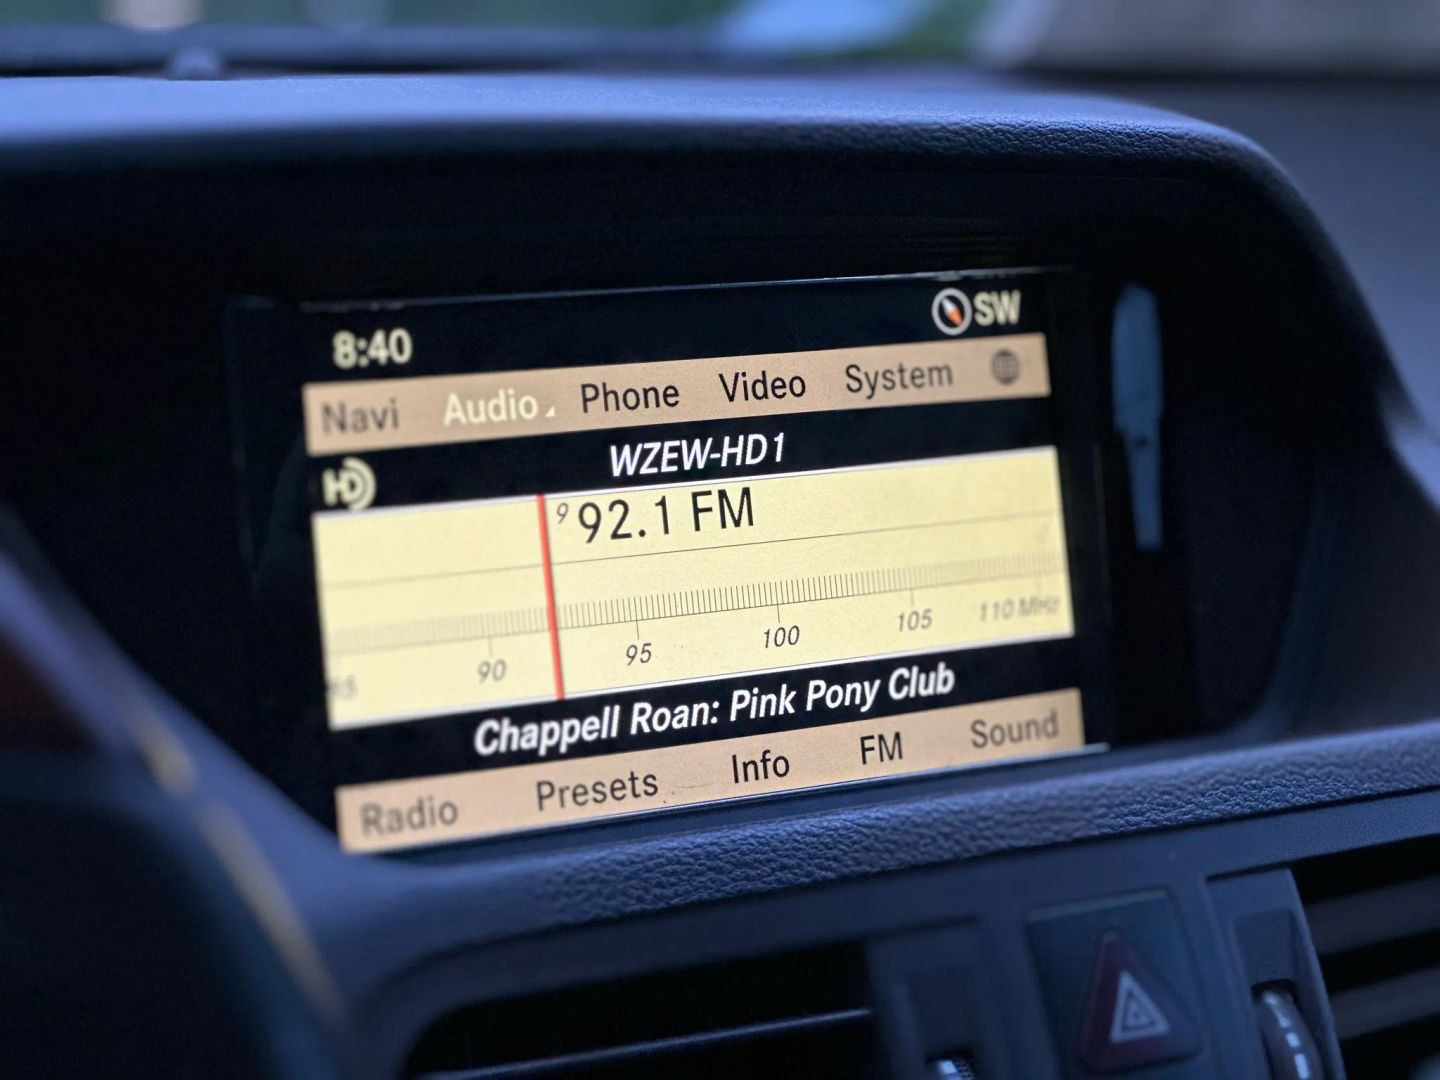 8:40
SW
Navi Audio Phone Video System
HD
WZEW-HD1
9 92.1 FM
85 90 95 100 105 110 MHz
Chappell Roan: Pink Pony Club
Radio Presets Info FM Sound